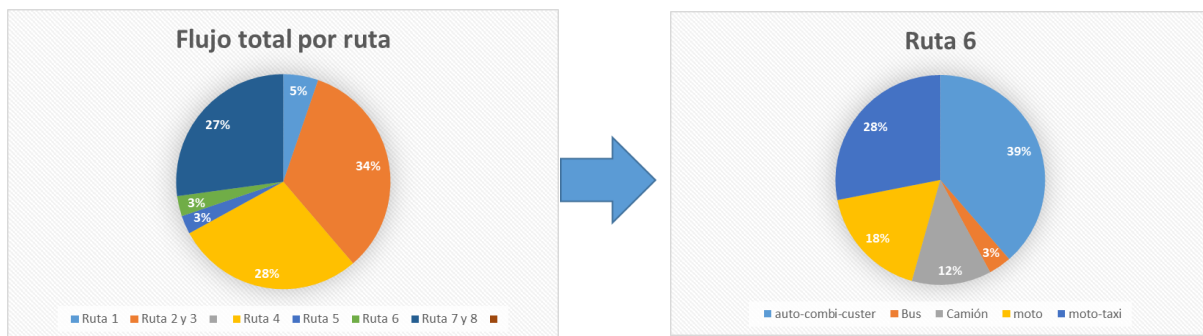 Flujo total por ruta
5%
34%
28%
3%
3%
27%
Ruta 1 Ruta 2 y 3 Ruta 4 Ruta 5 Ruta 6 Ruta 7 y 8
Ruta 6
39%
3%
12%
18%
28%
auto-combi-custer Bus Camión moto moto-taxi